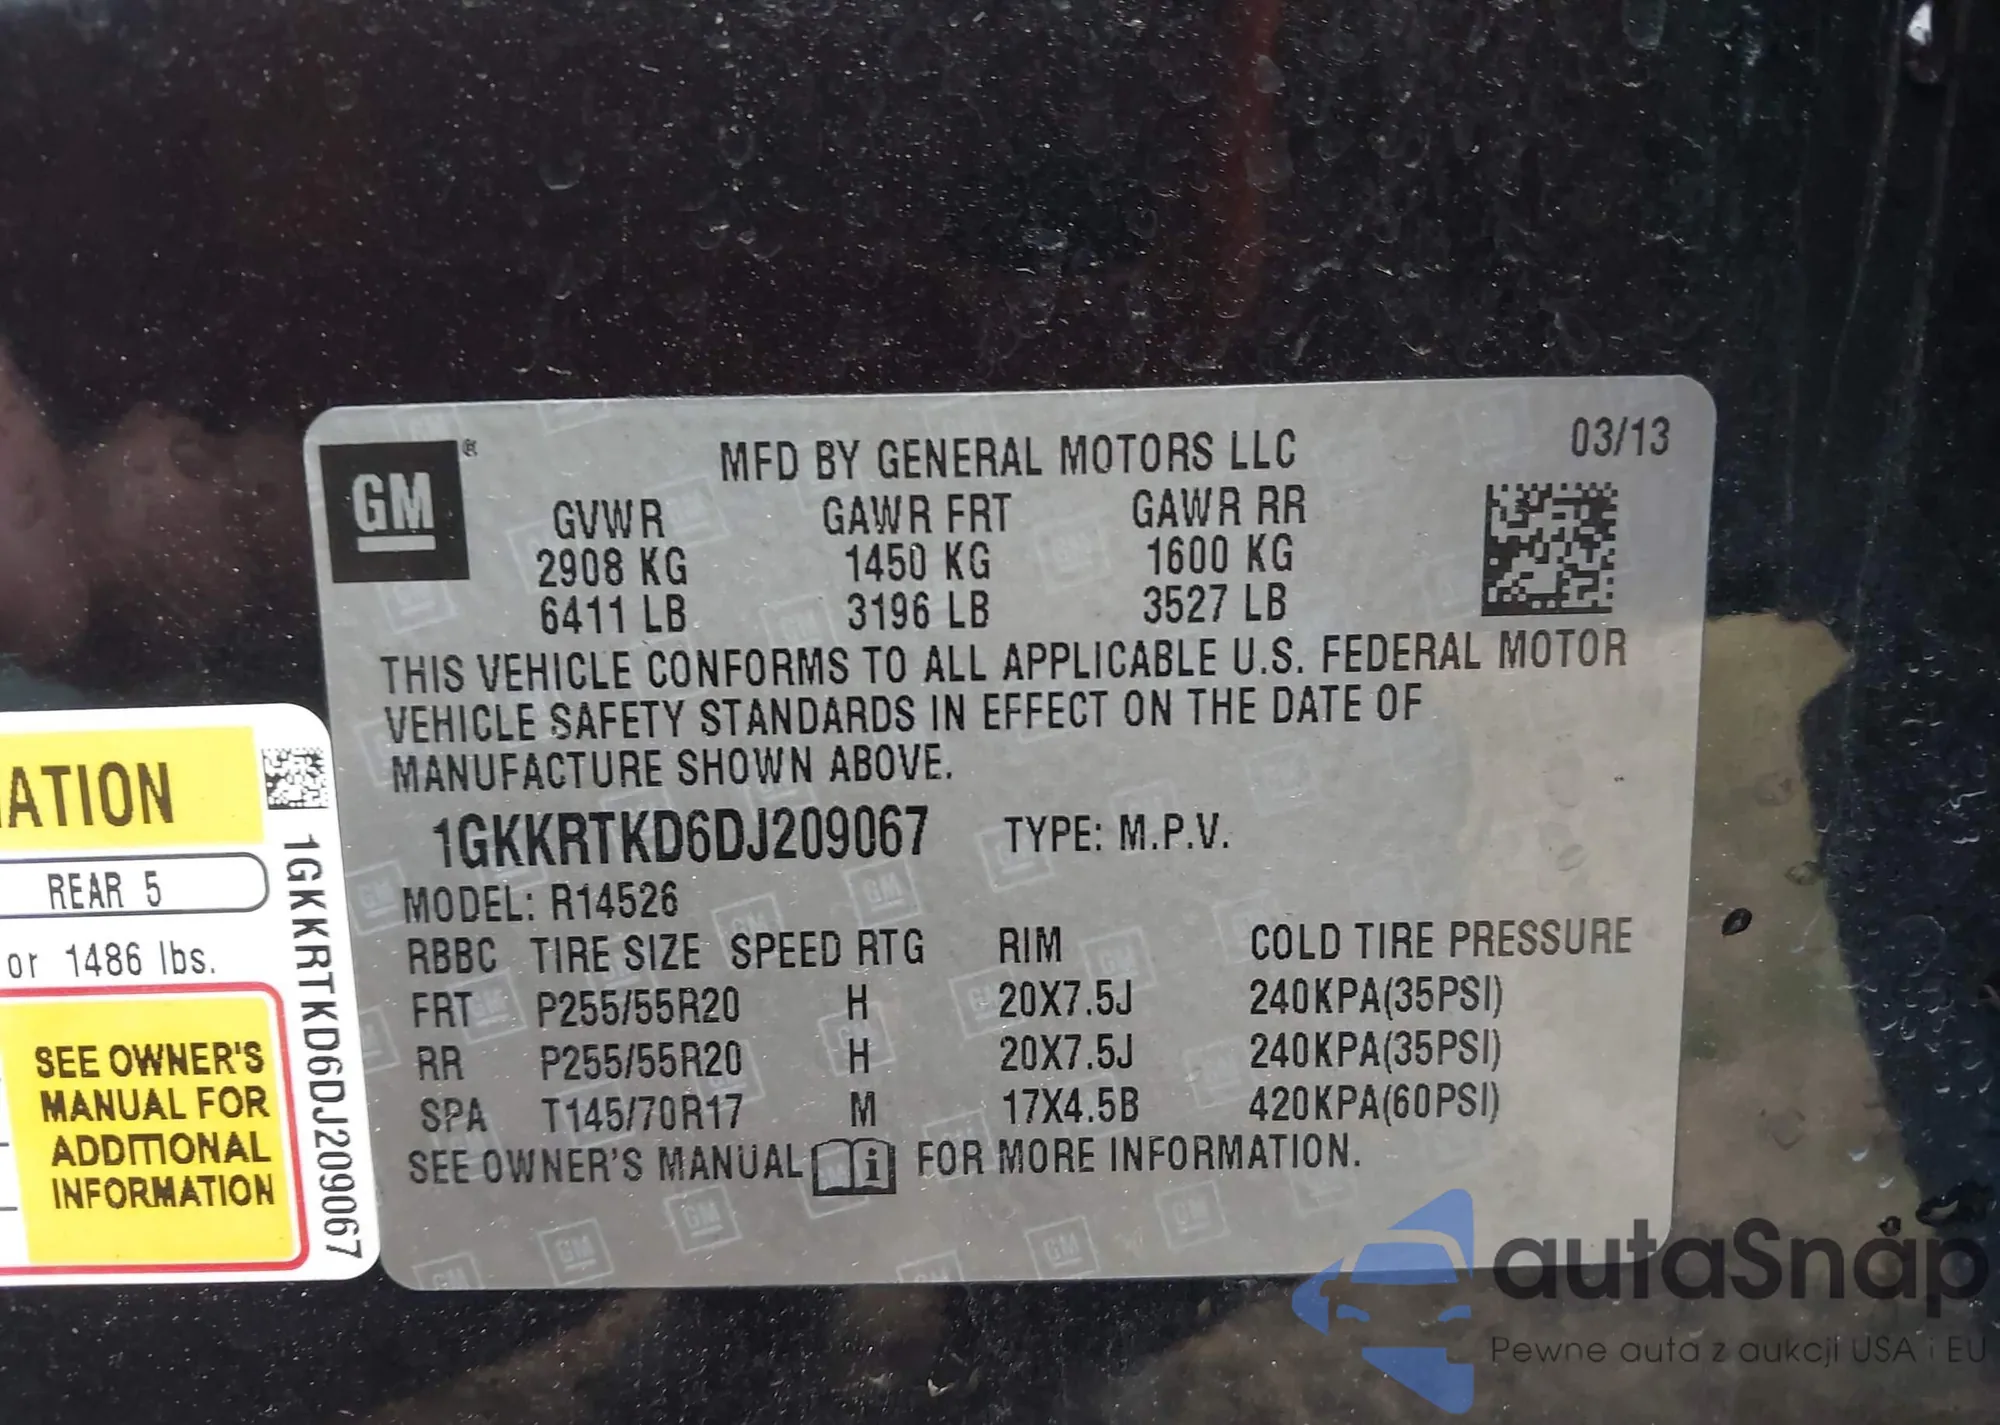 GM®
MFD BY GENERAL MOTORS LLC
03/13
GVWR GAWR FRT GAWR RR
2908 KG 1450 KG 1600 KG
6411 LB 3196 LB 3527 LB
THIS VEHICLE CONFORMS TO ALL APPLICABLE U.S. FEDERAL MOTOR
VEHICLE SAFETY STANDARDS IN EFFECT ON THE DATE OF
MANUFACTURE SHOWN ABOVE.
1GKKRTKD6DJ209067 TYPE: M.P.V.
MODEL: R14526
RBBC TIRE SIZE SPEED RTG RIM COLD TIRE PRESSURE
FRT P255/55R20 H 20X7.5J 240KPA(35PSI)
RR P255/55R20 H 20X7.5J 240KPA(35PSI)
SPA T145/70R17 M 17X4.5B 420KPA(60PSI)
SEE OWNER'S MANUAL i FOR MORE INFORMATION.
ATION
REAR 5
or 1486 lbs.
SEE OWNER'S
MANUAL FOR
ADDITIONAL
INFORMATION
1GKKRTKD6DJ209067
autaSnap
Pewne auta z aukcji USA i EU